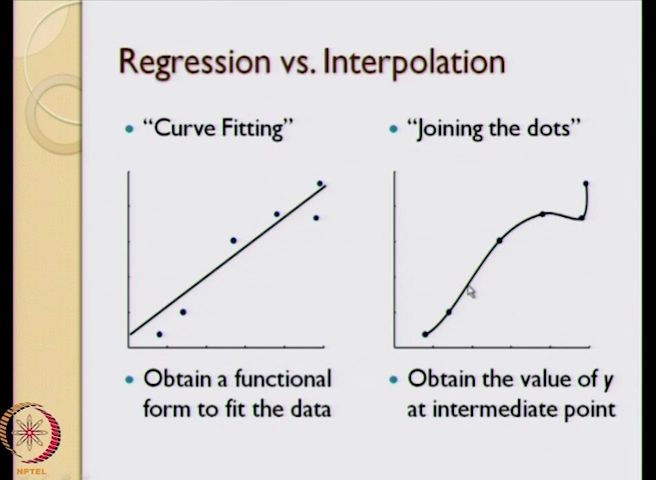 Regression vs. Interpolation
• “Curve Fitting”
• “Joining the dots”
• Obtain a functional
form to fit the data
• Obtain the value of y
at intermediate point
NPTEL